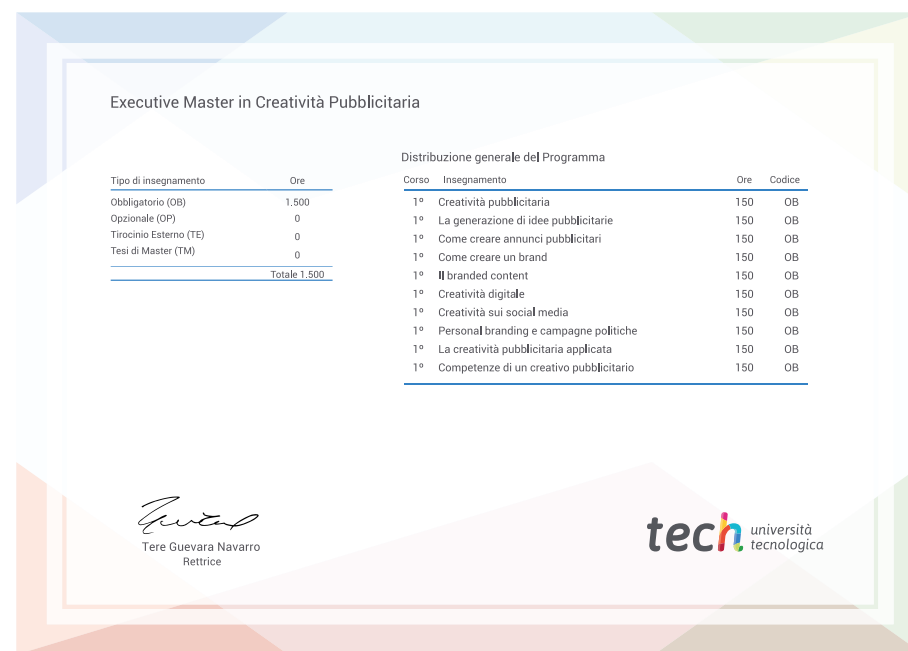 Executive Master in Creatività Pubblicitaria
Tipo di insegnamento Ore
Obbligatorio (OB) 1.500
Opzionale (OP) 0
Tirocinio Esterno (TE) 0
Tesi di Master (TM) 0
Totale 1.500
Distribuzione generale del Programma
Corso Insegnamento Ore Codice
1º Creatività pubblicitaria 150 OB
1º La generazione di idee pubblicitarie 150 OB
1º Come creare annunci pubblicitari 150 OB
1º Come creare un brand 150 OB
1º Il branded content 150 OB
1º Creatività digitale 150 OB
1º Creatività sui social media 150 OB
1º Personal branding e campagne politiche 150 OB
1º La creatività pubblicitaria applicata 150 OB
1º Competenze di un creativo pubblicitario 150 OB
Tere Guevara Navarro
Rettrice
tech università
tecnologica